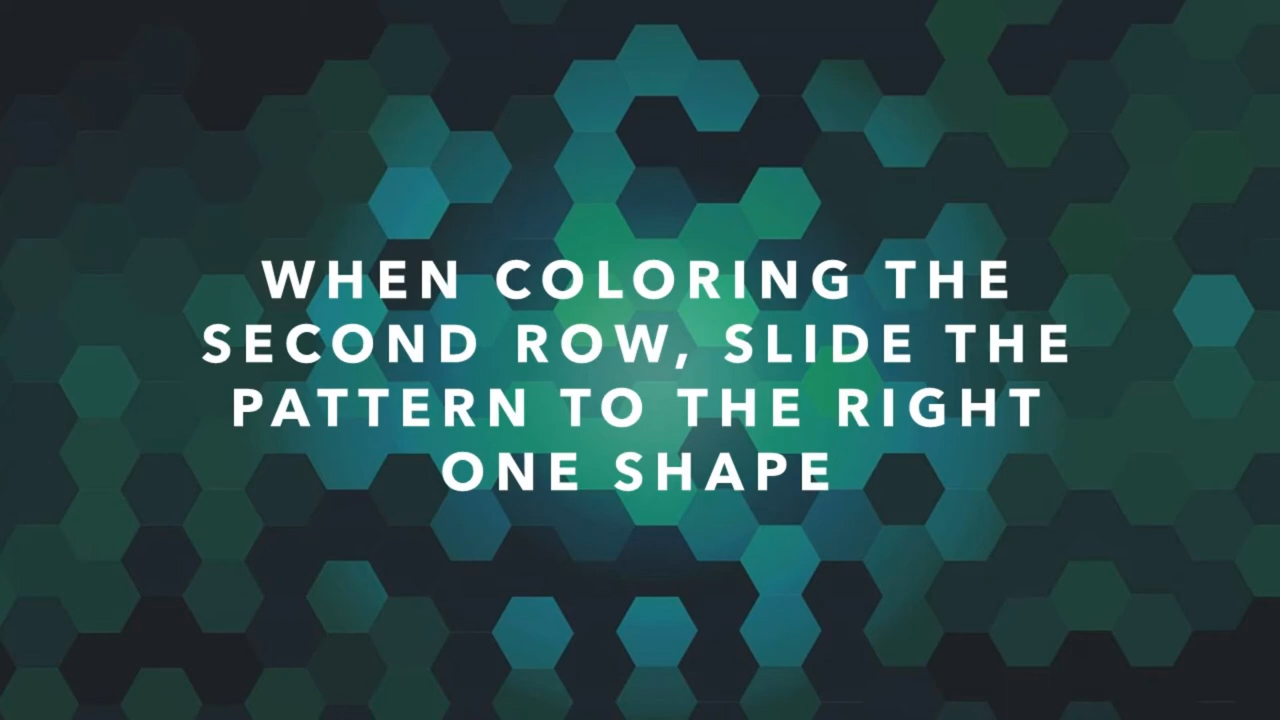 WHEN COLORING THE
SECOND ROW, SLIDE THE
PATTERN TO THE RIGHT
ONE SHAPE